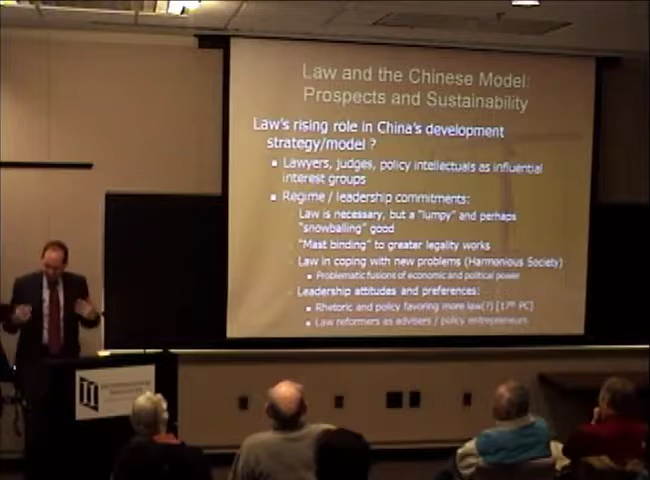 Law and the Chinese Model:
Prospects and Sustainability
Law's rising role in China's development
strategy/model ?
Lawyers, judges, policy intellectuals as influential
interest groups
Regime / leadership commitments:
Law is necessary, but a "lumpy" and perhaps
"snowballing" good
"Mast binding" to greater legality works
Law in coping with new problems (Harmonious Society)
Problematic fusions of economic and political power
Leadership attitudes and preferences:
Rhetoric and policy favoring more law(?) [17th PC]
Law reformers as advisers / policy entrepreneurs